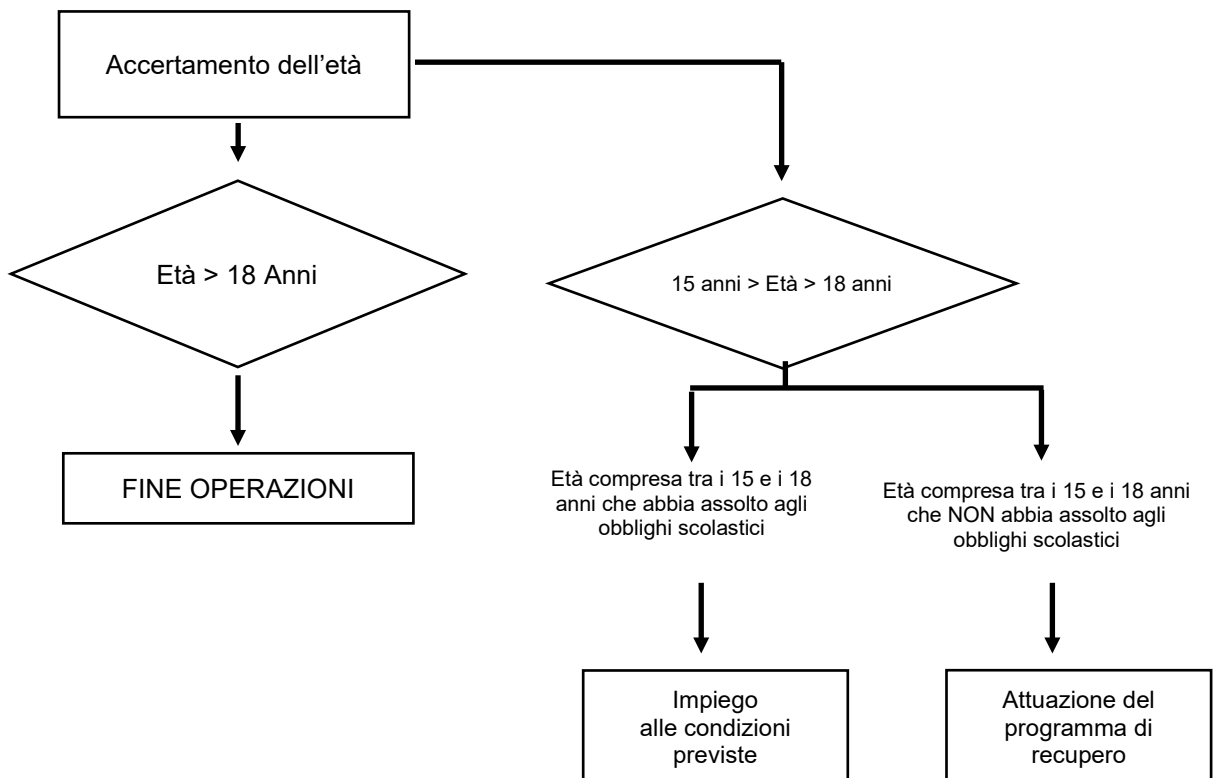 Accertamento dell’età
Età > 18 Anni
15 anni > Età > 18 anni
FINE OPERAZIONI
Età compresa tra i 15 e i 18
anni che abbia assolto agli
obblighi scolastici
Età compresa tra i 15 e i 18 anni
che NON abbia assolto agli
obblighi scolastici
Impiego
alle condizioni
previste
Attuazione del
programma di
recupero